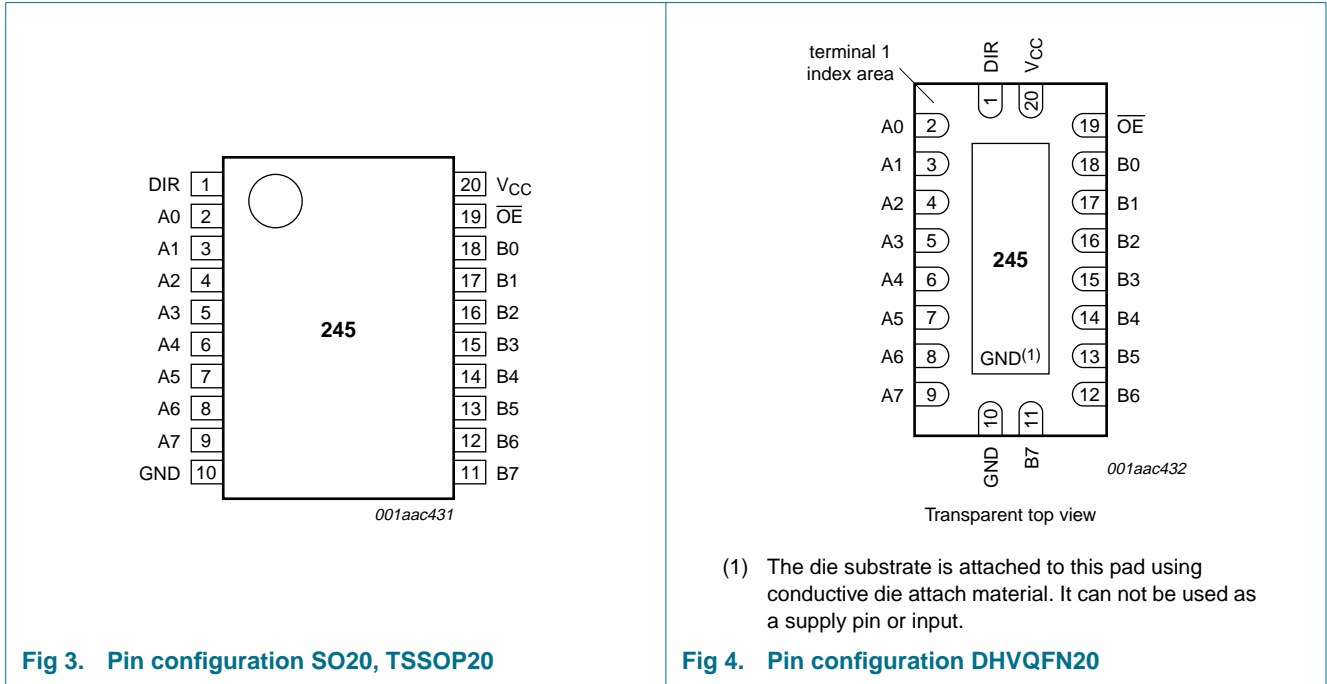 DIR 1
A0 2
A1 3
A2 4
A3 5
A4 6
A5 7
A6 8
A7 9
GND 10
245
20 VCC
19 OE
18 B0
17 B1
16 B2
15 B3
14 B4
13 B5
12 B6
11 B7
001aac431
Fig 3. Pin configuration SO20, TSSOP20
terminal 1
index area
DIR
VCC
1
20
A0 2
A1 3
A2 4
A3 5
A4 6
A5 7
A6 8
A7 9
245
GND(1)
19 OE
18 B0
17 B1
16 B2
15 B3
14 B4
13 B5
12 B6
10
11
GND
B7
001aac432
Transparent top view
(1) The die substrate is attached to this pad using
conductive die attach material. It can not be used as
a supply pin or input.
Fig 4. Pin configuration DHVQFN20